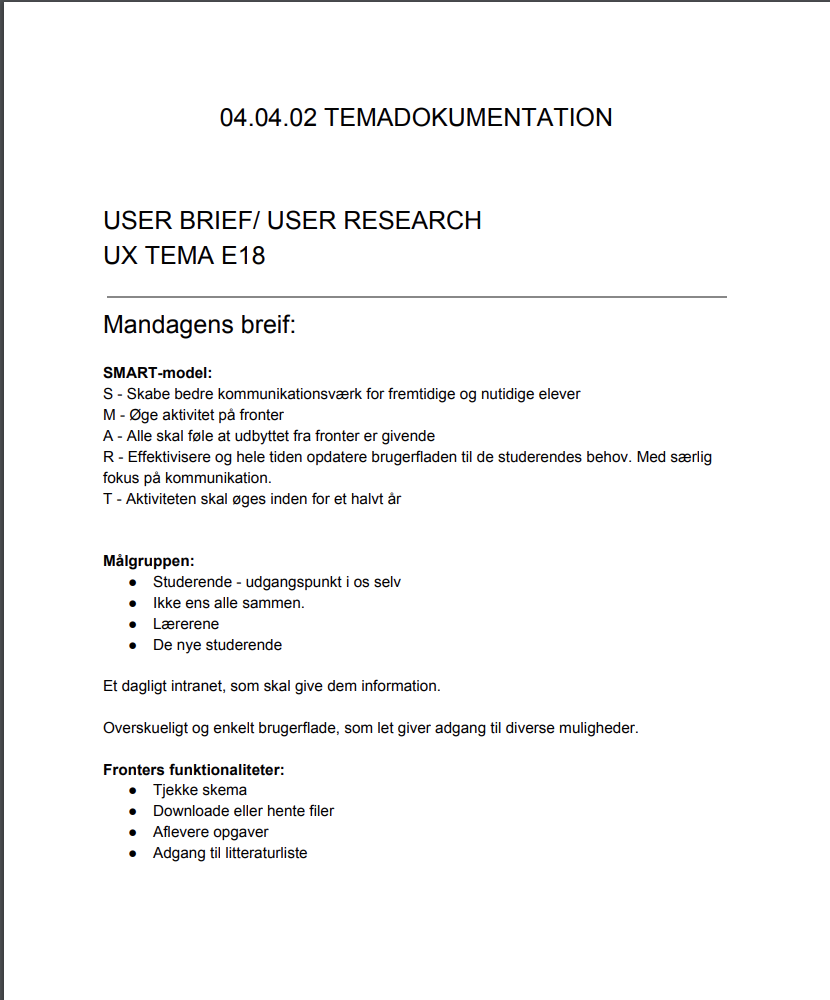 04.04.02 TEMADOKUMENTATION
USER BRIEF/ USER RESEARCH
UX TEMA E18
Mandagens breif:
SMART-model:
S - Skabe bedre kommunikationsværk for fremtidige og nutidige elever
M - Øge aktivitet på fronter
A - Alle skal føle at udbyttet fra fronter er givende
R - Effektivisere og hele tiden opdatere brugerfladen til de studerendes behov. Med særlig
fokus på kommunikation.
T - Aktiviteten skal øges inden for et halvt år
Målgruppen:
● Studerende - udgangspunkt i os selv
● Ikke ens alle sammen.
● Lærerene
● De nye studerende
Et dagligt intranet, som skal give dem information.
Overskueligt og enkelt brugerflade, som let giver adgang til diverse muligheder.
Fronters funktionaliteter:
● Tjekke skema
● Downloade eller hente filer
● Aflevere opgaver
● Adgang til litteraturliste